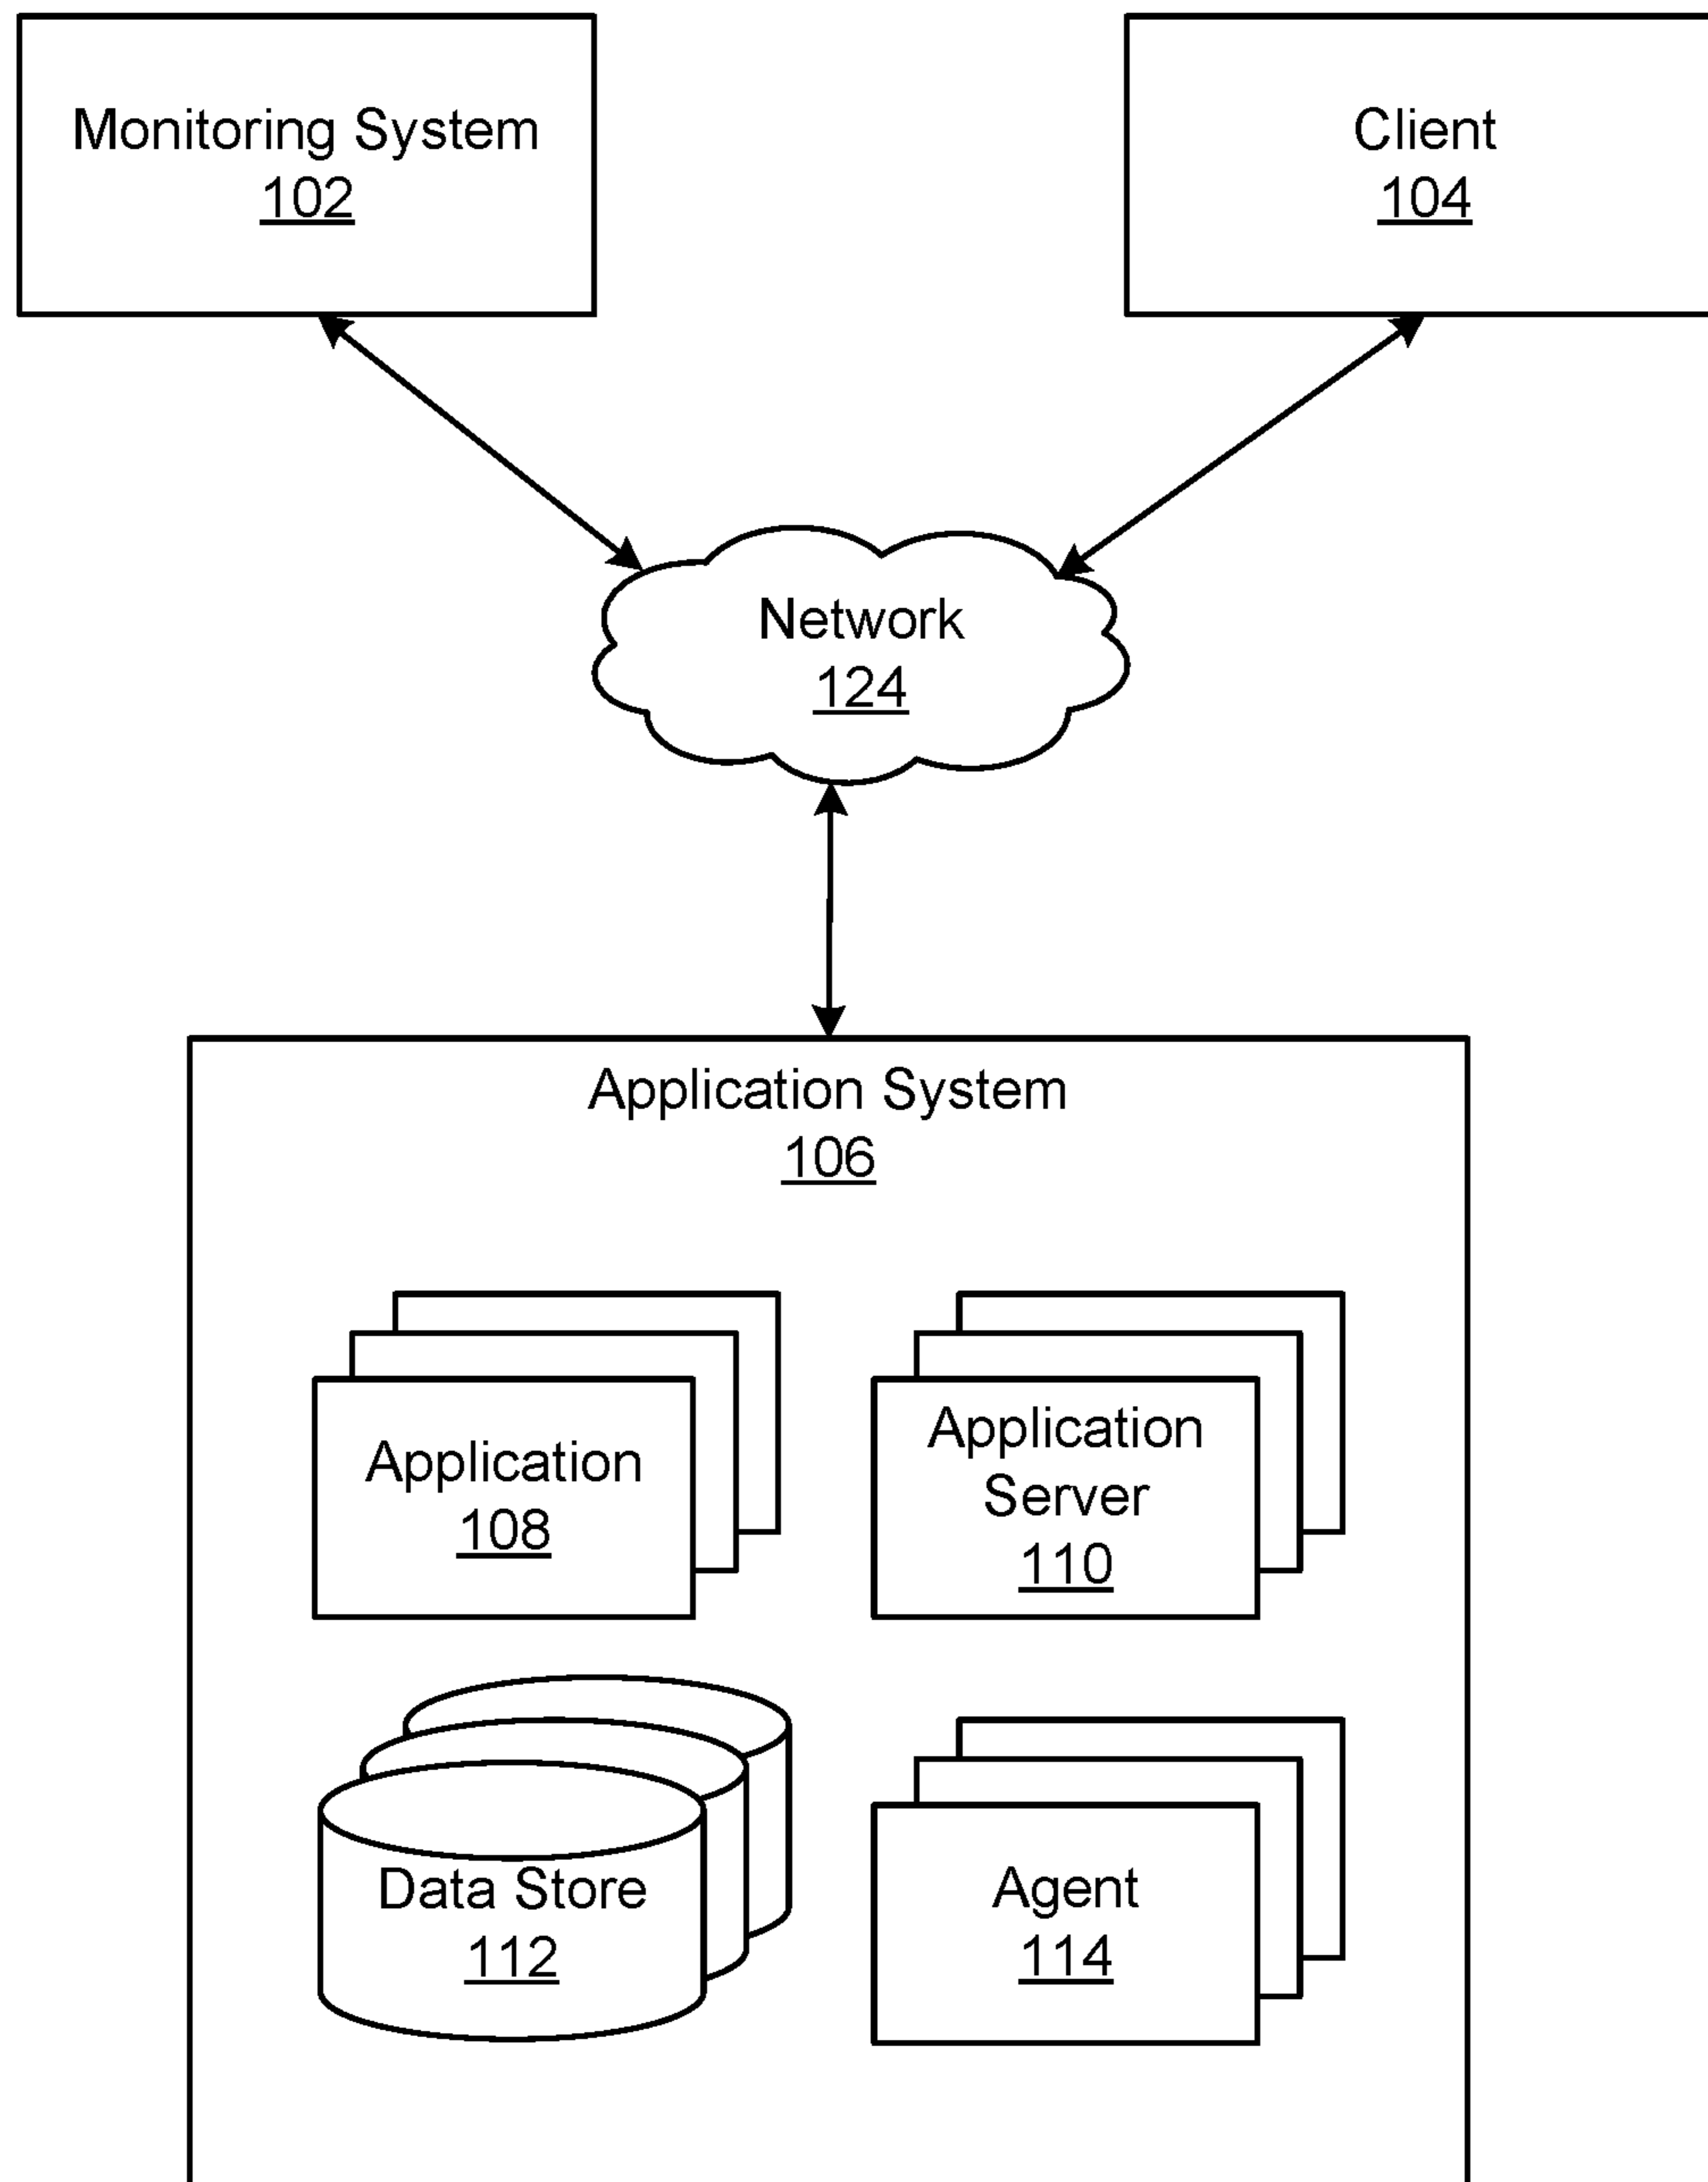 Monitoring System
102
Client
104
Network
124
Application System
106
Application
108
Application
Server
110
Data Store
112
Agent
114